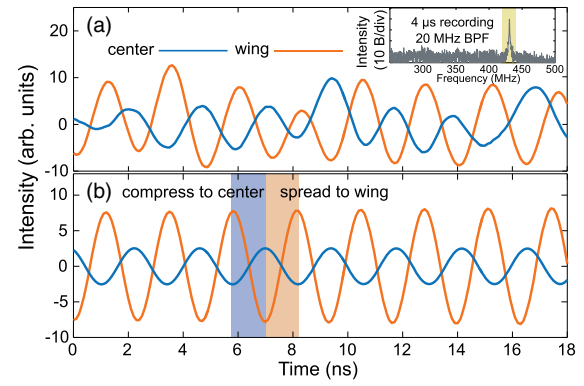 (a)
center
wing
4 µs recording
20 MHz BPF
Intensity
(10 B/div)
300
350
400
450
500
Frequency (MHz)
20
10
0
-10
(b) compress to center spread to wing
10
5
0
-5
-10
0 2 4 6 8 10 12 14 16 18
Time (ns)
Intensity (arb. units)